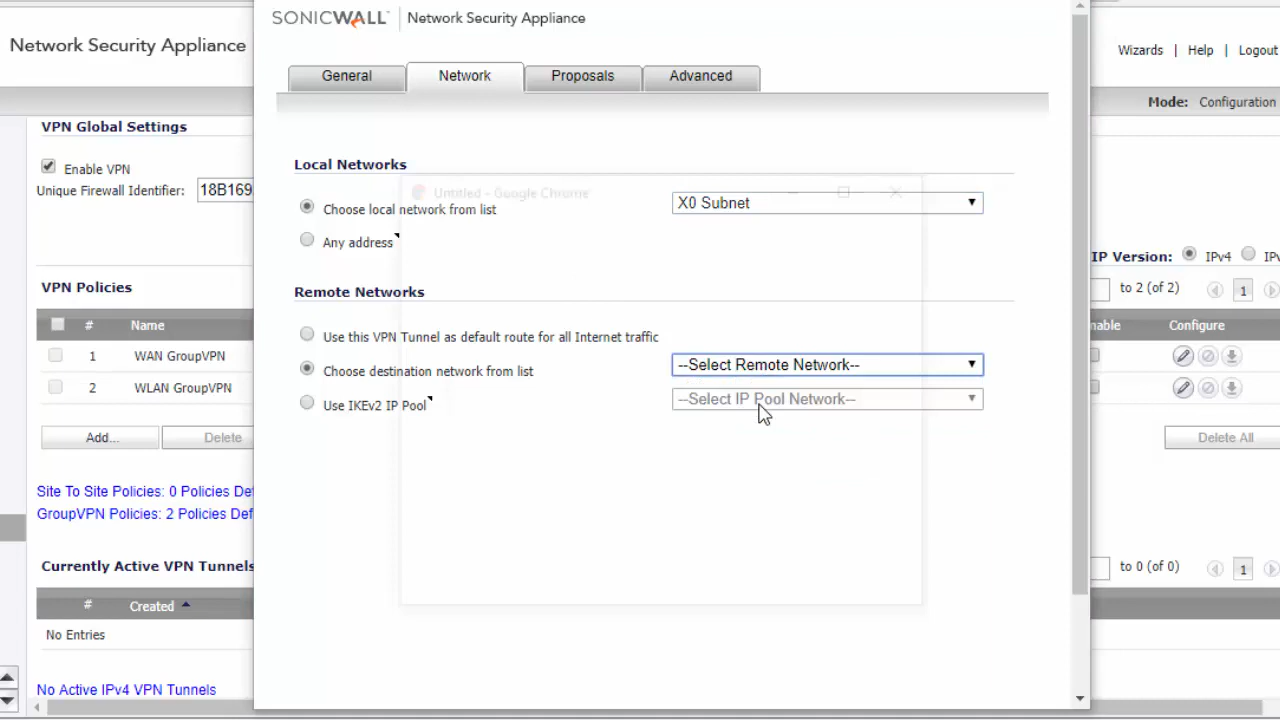 SONICWALL Network Security Appliance
Network Security Appliance
Wizards | Help | Logout
General Network Proposals Advanced
Mode: Configuration
VPN Global Settings
Enable VPN
Unique Firewall Identifier: 18B169
Local Networks
Untitled - Google Chrome
Choose local network from list X0 Subnet
Any address
IP Version: IPv4
VPN Policies
to 2 (of 2) 1
Remote Networks
# Name
Configure
Use this VPN Tunnel as default route for all Internet traffic
1 WAN GroupVPN
Choose destination network from list --Select Remote Network--
2 WLAN GroupVPN
Use IKEv2 IP Pool --Select IP Pool Network--
Add... Delete
Delete All
Site To Site Policies: 0 Policies
GroupVPN Policies: 2 Policies
Currently Active VPN Tunnels
to 0 (of 0) 1
# Created
No Entries
No Active IPv4 VPN Tunnels